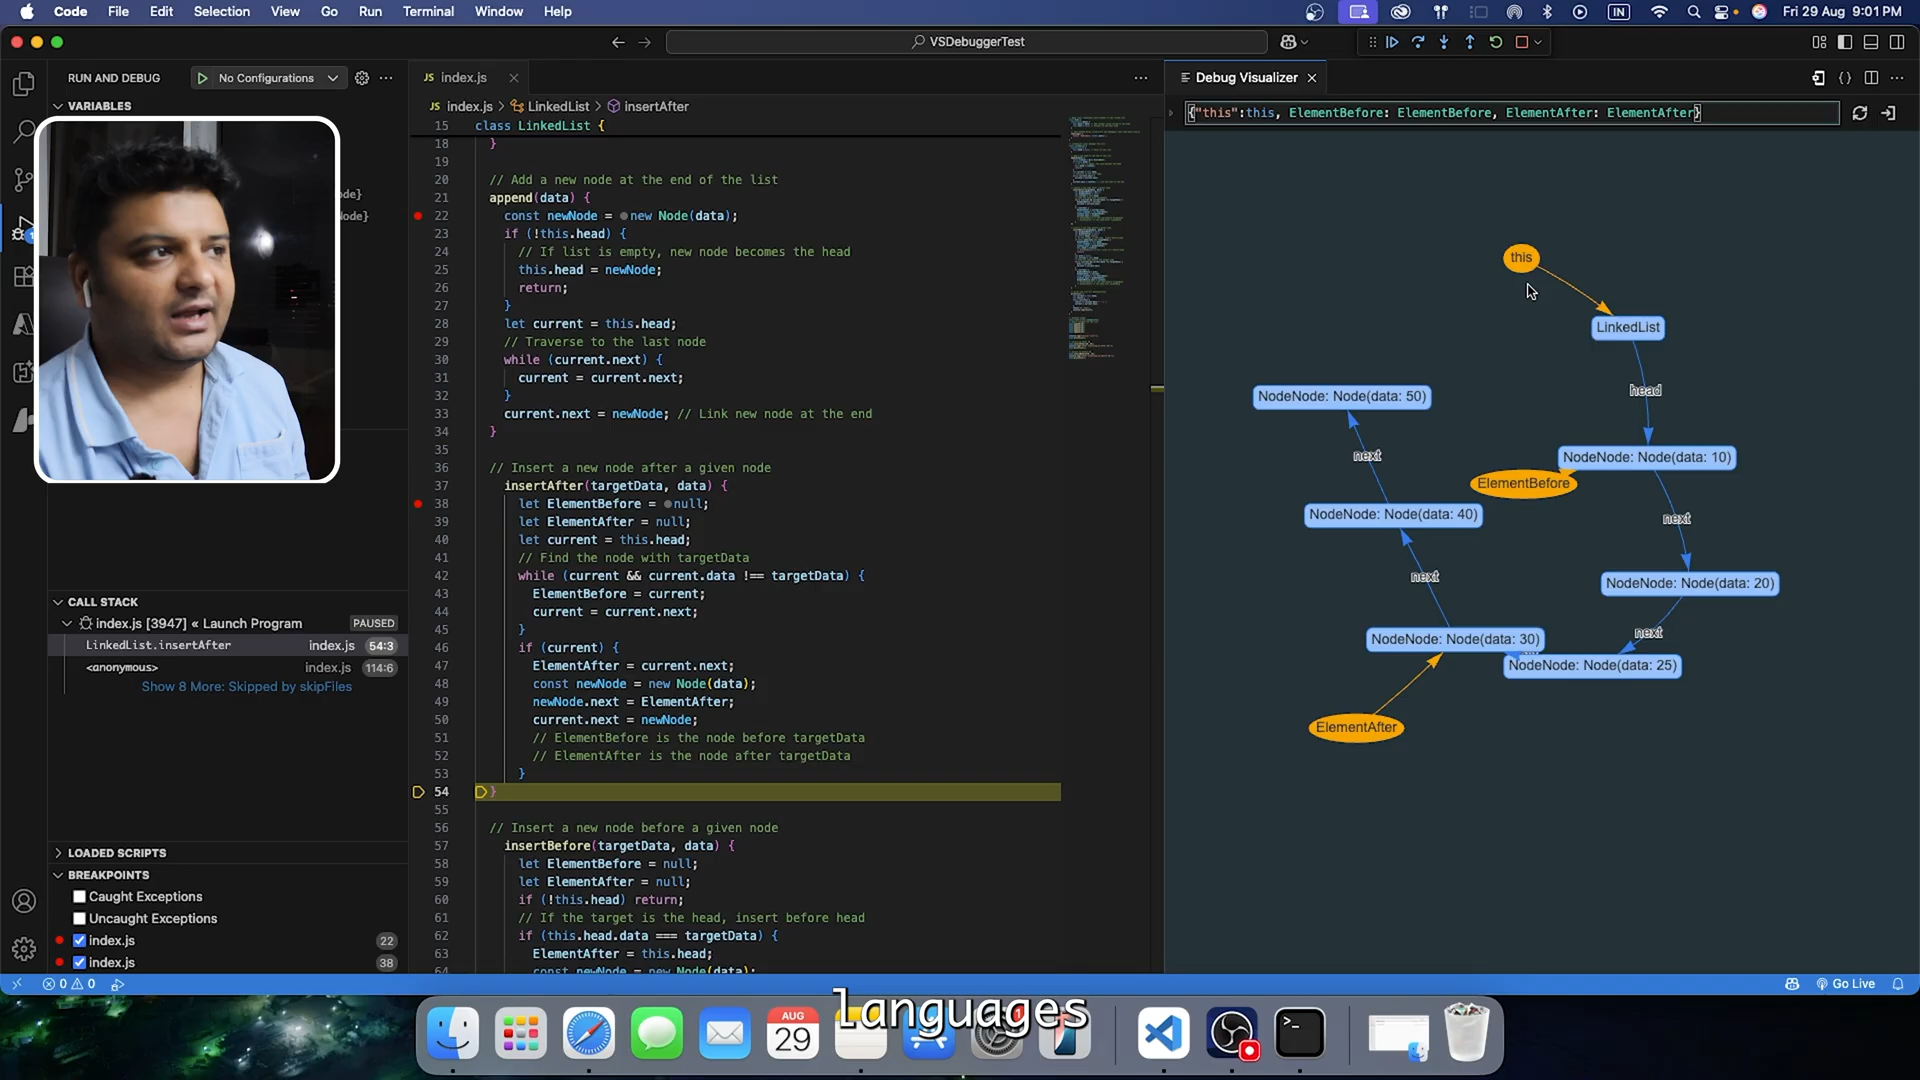 Code File Edit Selection View Go Run Terminal Window Help
IN Fri 29 Aug 9:01 PM
VSDebuggerTest
RUN AND DEBUG No Configurations
JS index.js
Debug Visualizer
VARIABLES
JS index.js > LinkedList > insertAfter
{"this":this, ElementBefore: ElementBefore, ElementAfter: ElementAfter}
15 class LinkedList {
18 }
19
20 // Add a new node at the end of the list
21 append(data) {
22 const newNode = new Node(data);
23 if (!this.head) {
24 // If list is empty, new node becomes the head
25 this.head = newNode;
26 return;
27 }
28 let current = this.head;
29 // Traverse to the last node
30 while (current.next) {
31 current = current.next;
32 }
33 current.next = newNode; // Link new node at the end
34 }
35
36 // Insert a new node after a given node
37 insertAfter(targetData, data) {
38 let ElementBefore = null;
39 let ElementAfter = null;
40 let current = this.head;
41 // Find the node with targetData
42 while (current && current.data !== targetData) {
43 ElementBefore = current;
44 current = current.next;
45 }
46 if (current) {
47 ElementAfter = current.next;
48 const newNode = new Node(data);
49 newNode.next = ElementAfter;
50 current.next = newNode;
51 // ElementBefore is the node before targetData
52 // ElementAfter is the node after targetData
53 }
54 }
55
56 // Insert a new node before a given node
57 insertBefore(targetData, data) {
58 let ElementBefore = null;
59 let ElementAfter = null;
60 if (!this.head) return;
61 // If the target is the head, insert before head
62 if (this.head.data === targetData) {
63 ElementAfter = this.head;
64 const newNode = new Node(data);
this
LinkedList
head
NodeNode: Node(data: 50)
next
NodeNode: Node(data: 10)
ElementBefore
NodeNode: Node(data: 40)
next
next
NodeNode: Node(data: 20)
next
NodeNode: Node(data: 30)
NodeNode: Node(data: 25)
ElementAfter
CALL STACK
index.js [3947] « Launch Program PAUSED
LinkedList.insertAfter index.js 54:3
<anonymous> index.js 114:6
Show 8 More: Skipped by skipFiles
LOADED SCRIPTS
BREAKPOINTS
Caught Exceptions
Uncaught Exceptions
index.js 22
index.js 38
0 0
Go Live
languages
AUG
29